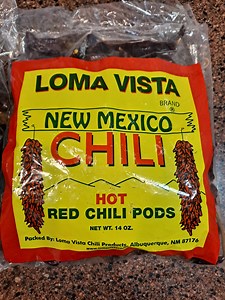 LOMA VISTA
BRAND
®
NEW MEXICO
CHILI
HOT
RED CHILI PODS
NET WT. 14 OZ.
Packed By: Loma Vista Chili Products, Albuquerque, NM 87176